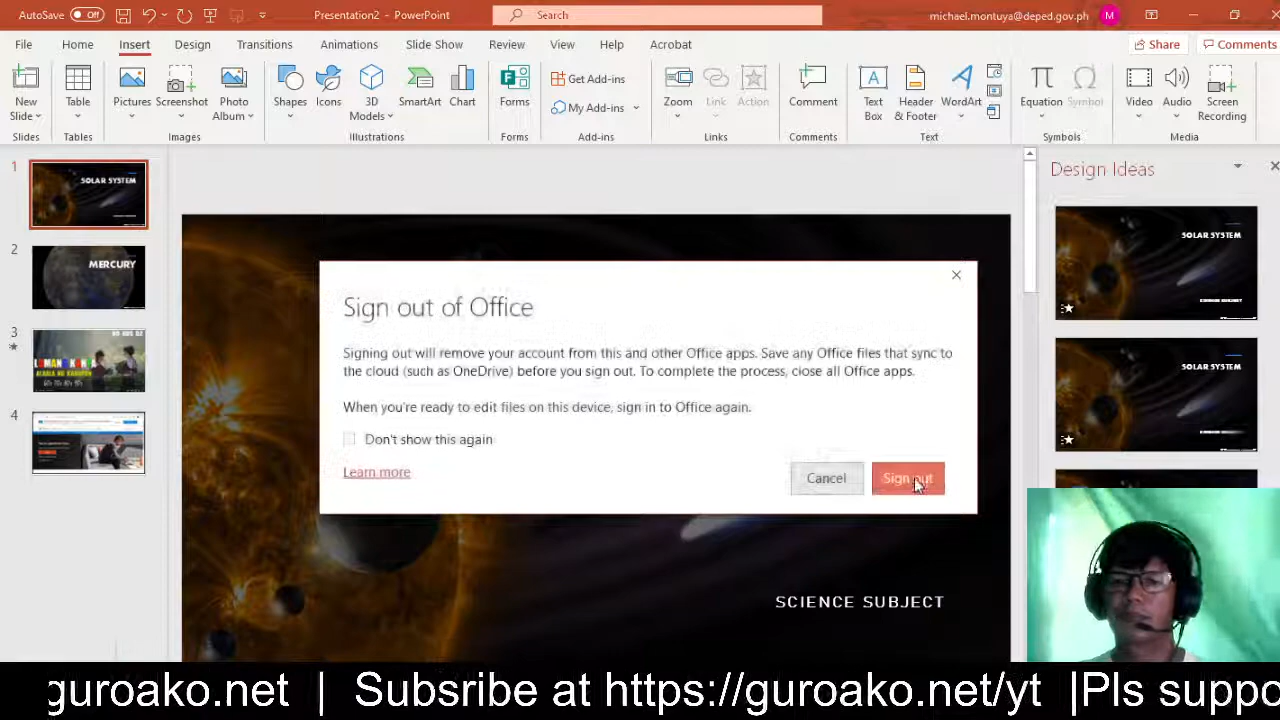 AutoSave Off Presentation2 - PowerPoint Search michael.montuya@deped.gov.ph M
File Home Insert Design Transitions Animations Slide Show Review View Help Acrobat Share Comments
New Slide Table Pictures Screenshot Photo Album Shapes Icons 3D Models SmartArt Chart Forms Get Add-ins My Add-ins Zoom Link Action Comment Text Box Header & Footer WordArt Equation Symbol Video Audio Screen Recording
Slides Tables Images Illustrations Forms Add-ins Links Comments Text Symbols Media
1
SOLAR SYSTEM
2
MERCURY
3
4
Design Ideas
SOLAR SYSTEM
SCIENCE SUBJECT
SOLAR SYSTEM
Sign out of Office
Signing out will remove your account from this and other Office apps. Save any Office files that sync to
the cloud (such as OneDrive) before you sign out. To complete the process, close all Office apps.
When you're ready to edit files on this device, sign in to Office again.
Don't show this again
Learn more
Cancel Sign out
SCIENCE SUBJECT
guroako.net | Subsribe at https://guroako.net/yt |Pls suppo